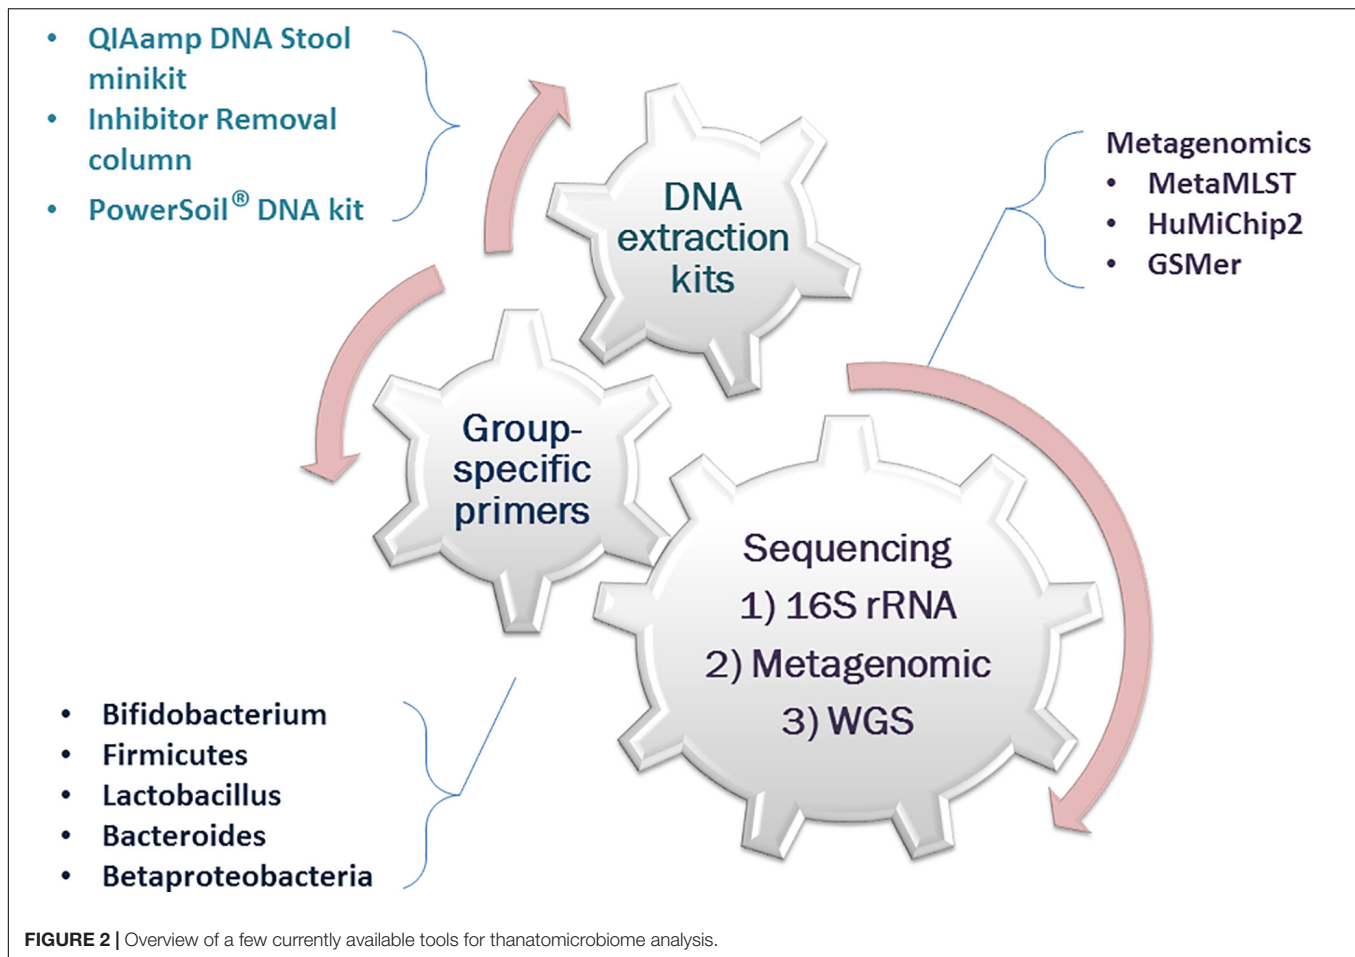 • QIAamp DNA Stool
minikit
• Inhibitor Removal
column
• PowerSoil® DNA kit
DNA
extraction
kits
Metagenomics
• MetaMLST
• HuMiChip2
• GSMer
Group-
specific
primers
Sequencing
1) 16S rRNA
2) Metagenomic
3) WGS
• Bifidobacterium
• Firmicutes
• Lactobacillus
• Bacteroides
• Betaproteobacteria
FIGURE 2 | Overview of a few currently available tools for thanatomicrobiome analysis.